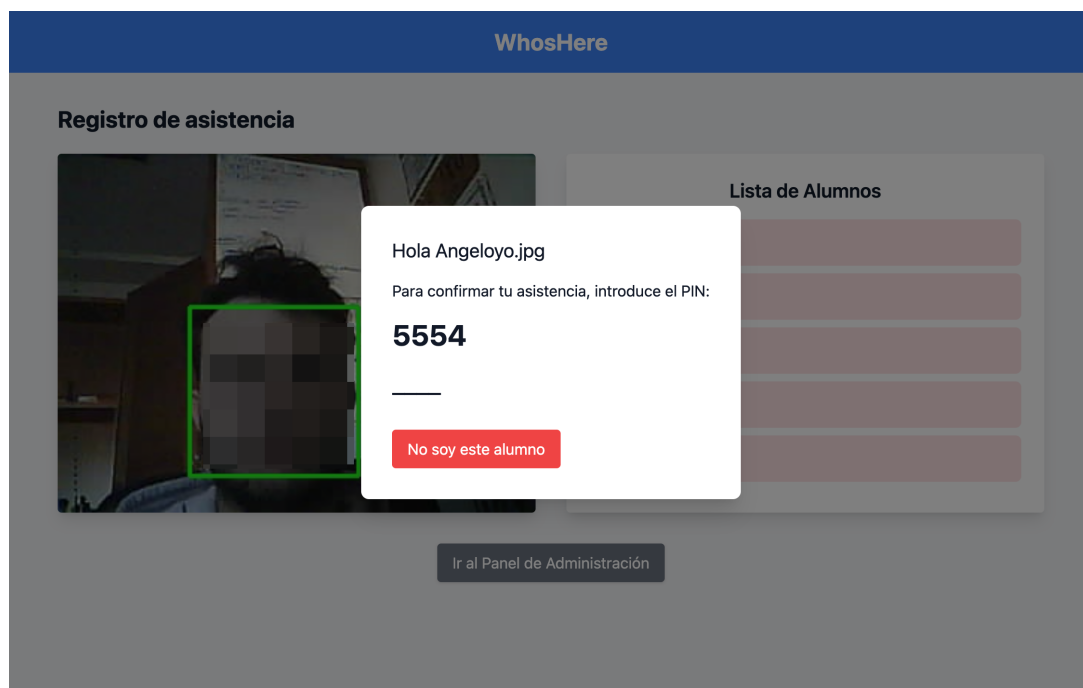 WhosHere
Registro de asistencia
Lista de Alumnos
Hola Angeloyo.jpg
Para confirmar tu asistencia, introduce el PIN:
5554
No soy este alumno
Ir al Panel de Administración